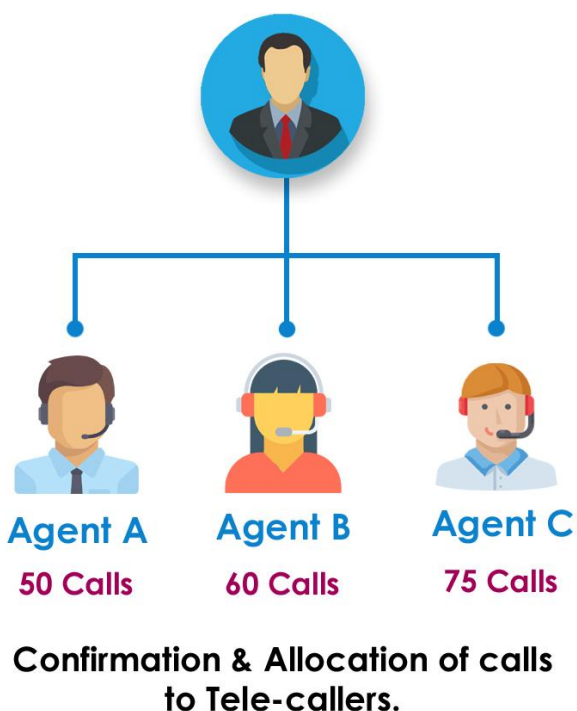 Agent A
Agent B
Agent C
50 Calls
60 Calls
75 Calls
Confirmation & Allocation of calls
to Tele-callers.